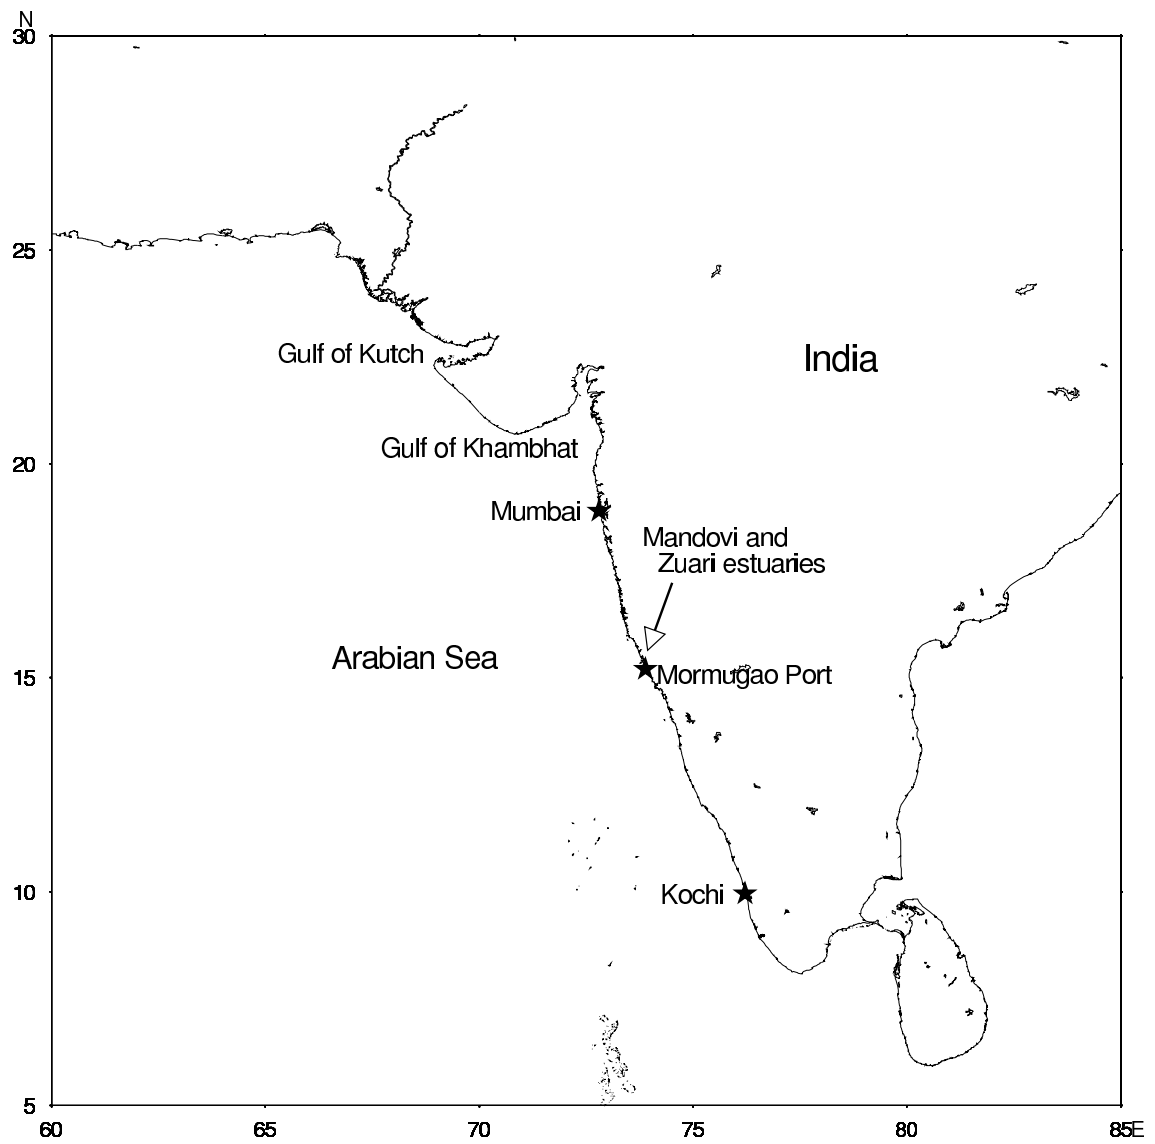 N
30
25
Gulf of Kutch
India
Gulf of Khambhat
20
Mumbai
Mandovi and
Zuari estuaries
Arabian Sea
Mormugao Port
15
10
Kochi
5
60 65 70 75 80 85E